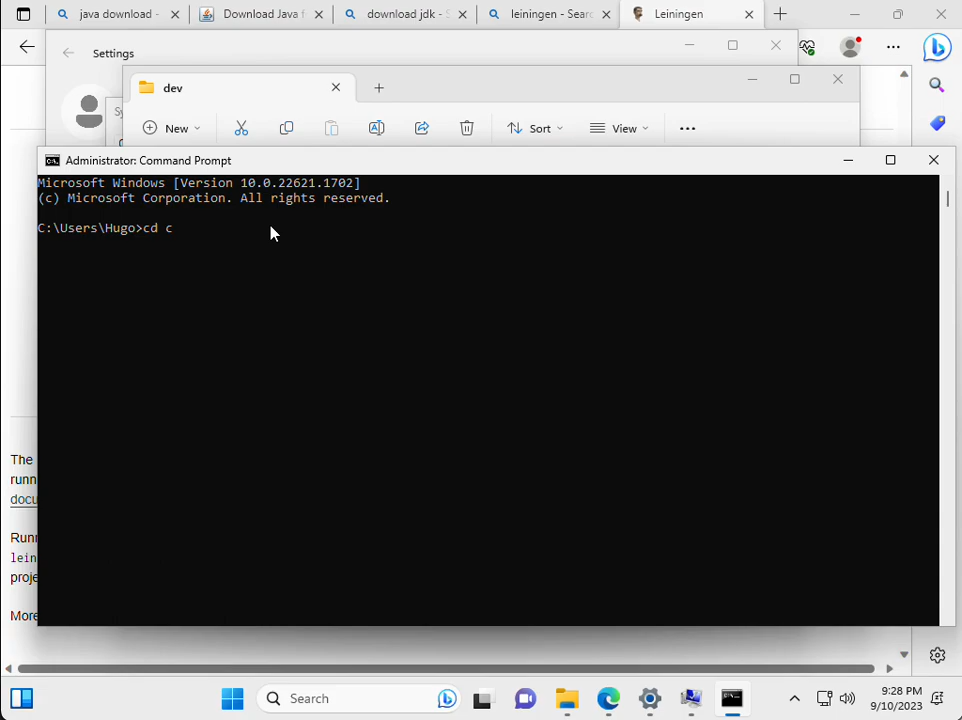 java download -
Download Java f
download jdk - S
leiningen - Sear
Leiningen
Settings
dev
New
Sort
View
Administrator: Command Prompt
Microsoft Windows [Version 10.0.22621.1702]
(c) Microsoft Corporation. All rights reserved.
C:\Users\Hugo>cd c
The
runn
docu
Runn
lein
proje
More
Search
9:28 PM
9/10/2023